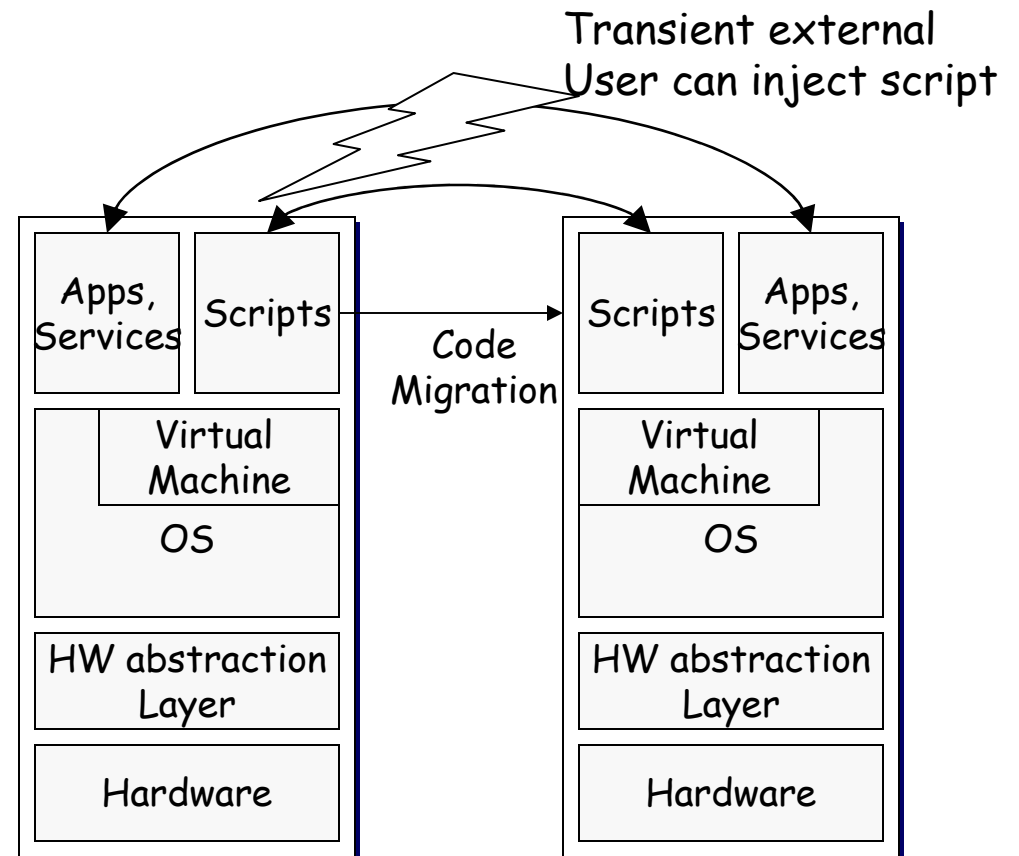 Transient external
User can inject script
Apps,
Services
Scripts
Code
Migration
Scripts
Apps,
Services
Virtual
Machine
OS
Virtual
Machine
OS
HW abstraction
Layer
HW abstraction
Layer
Hardware
Hardware